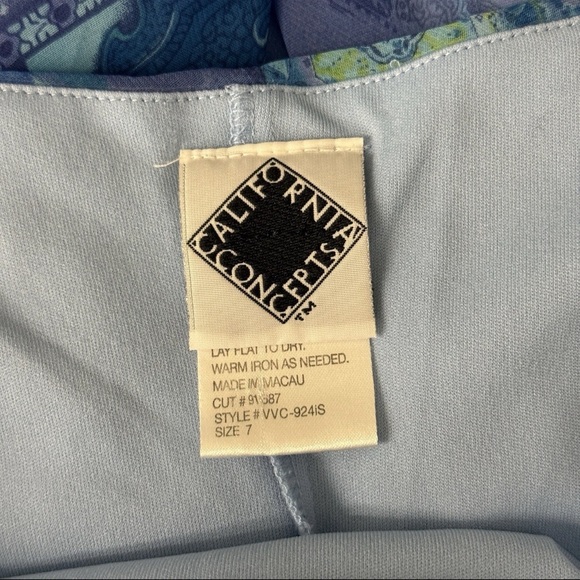 CALIFORNIA
CONCEPTS
TM
LAY FLAT TO DRY.
WARM IRON AS NEEDED.
MADE IN MACAU
CUT #
STYLE # VVC-924iS
SIZE 7